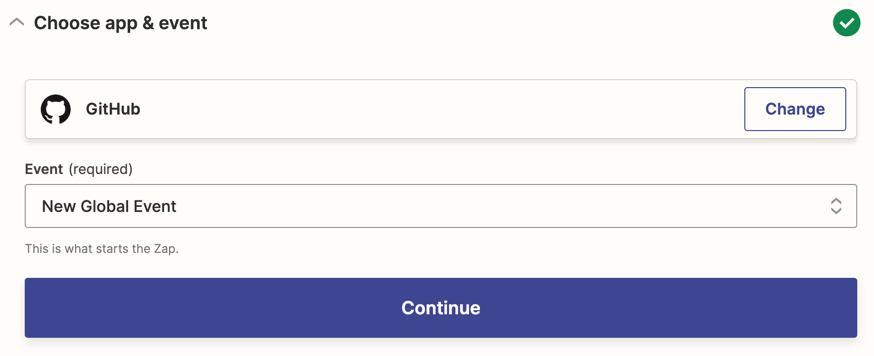 Choose app & event
GitHub
Change
Event (required)
New Global Event
This is what starts the Zap.
Continue